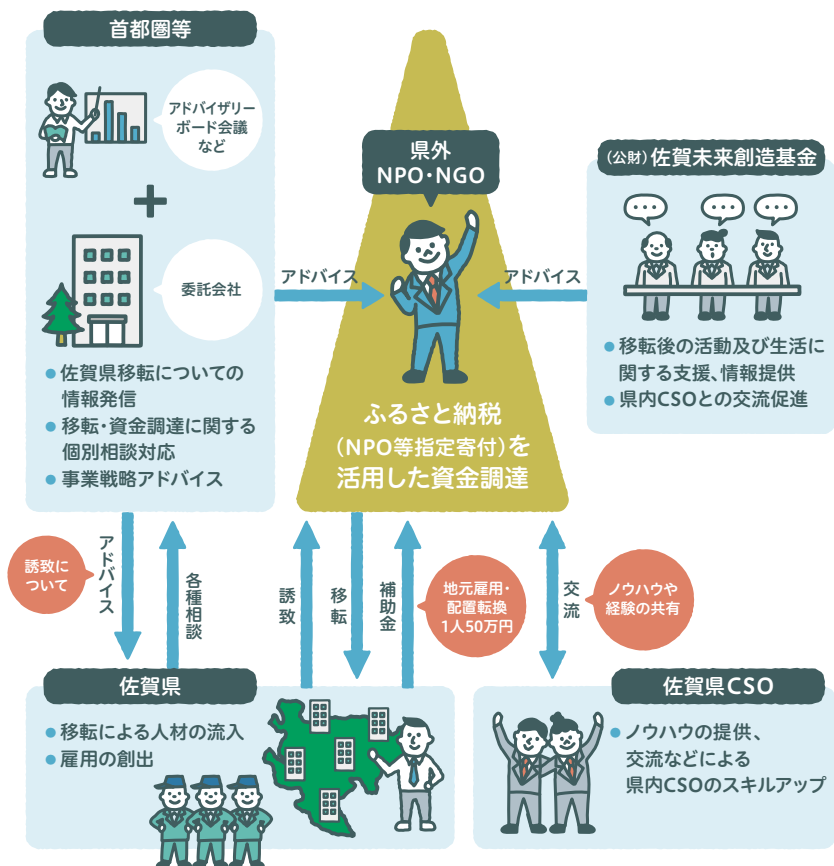 首都圏等
アドバイザリー
ボード会議
など
委託会社
● 佐賀県移転についての
情報発信
● 移転・資金調達に関する
個別相談対応
● 事業戦略アドバイス
アドバイス
県外
NPO・NGO
ふるさと納税
（NPO等指定寄付）を
活用した資金調達
アドバイス
（公財）佐賀未来創造基金
● 移転後の活動及び生活に
関する支援、情報提供
● 県内CSOとの交流促進
誘致に
ついて
アドバイス
各種相談
誘致
移転
補助金
地元雇用・
配置転換
1人50万円
交流
ノウハウや
経験の共有
佐賀県
● 移転による人材の流入
● 雇用の創出
佐賀県CSO
● ノウハウの提供、
交流などによる
県内CSOのスキルアップ